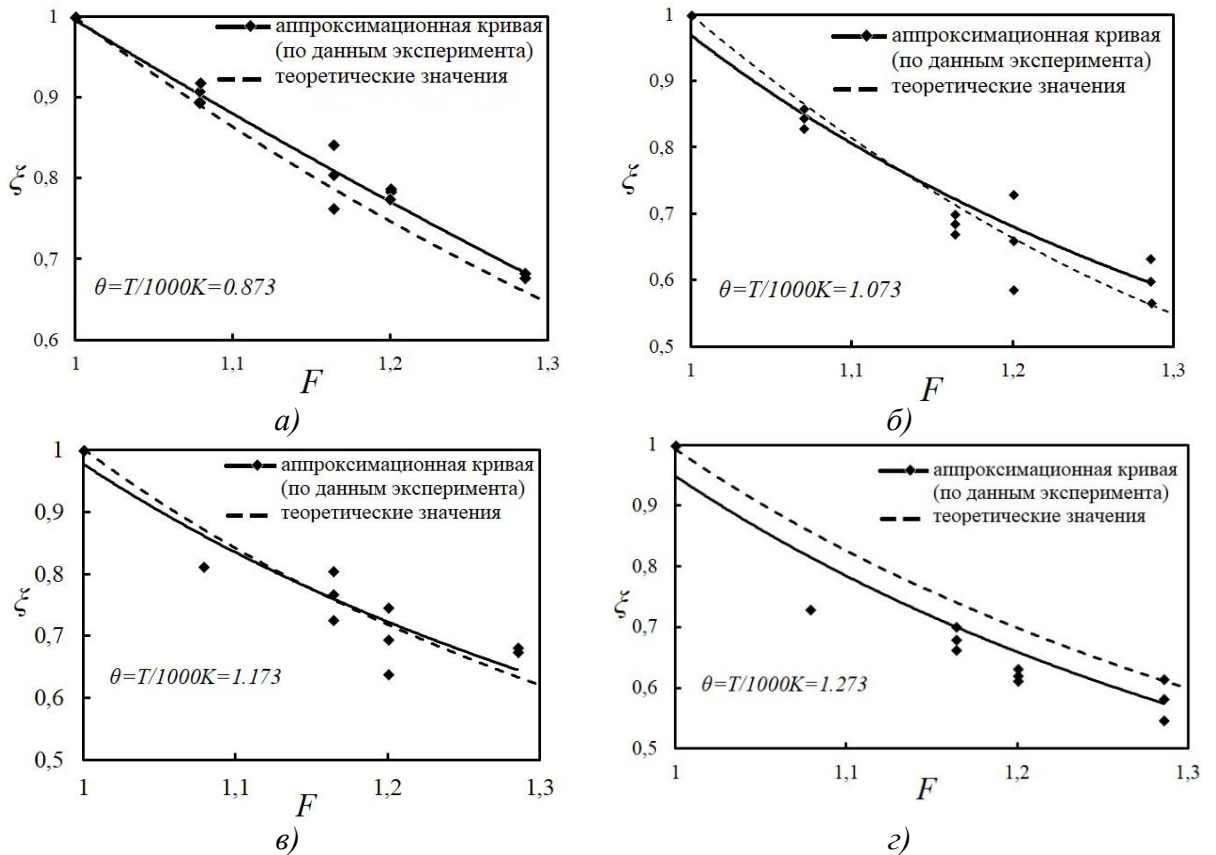 1
0,9
0,8
0,7
0,6
ξ
аппроксимационная кривая
(по данным эксперимента)
теоретические значения
θ=T/1000K=0.873
1
1,1
1,2
1,3
F
а)
1
0,9
0,8
0,7
0,6
0,5
ξ
аппроксимационная кривая
(по данным эксперимента)
теоретические значения
θ=T/1000K=1.073
1
1,1
1,2
1,3
F
б)
1
0,9
0,8
0,7
0,6
0,5
ξ
аппроксимационная кривая
(по данным эксперимента)
теоретические значения
θ=T/1000K=1.173
1
1,1
1,2
1,3
F
в)
1
0,9
0,8
0,7
0,6
0,5
ξ
аппроксимационная кривая
(по данным эксперимента)
теоретические значения
θ=T/1000K=1.273
1
1,1
1,2
1,3
F
г)